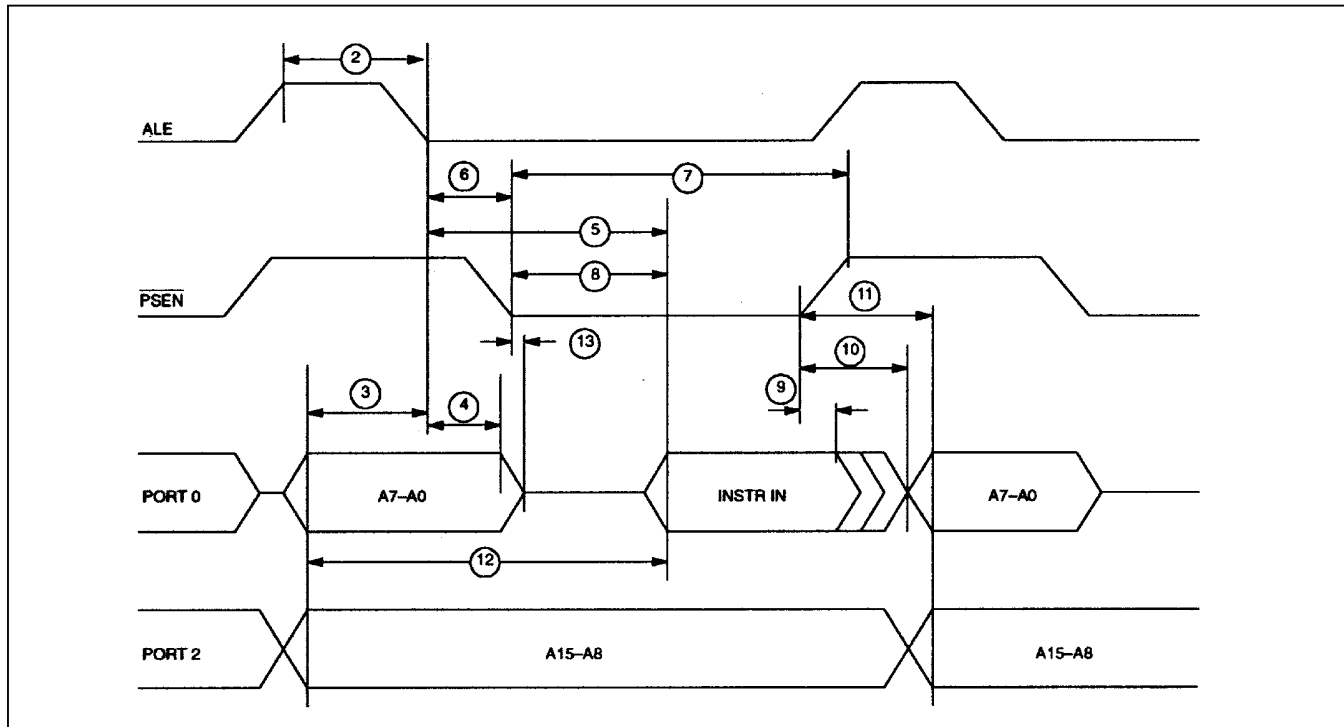 2
ALE
6
7
5
8
PSEN
11
13
10
9
3
4
PORT 0
A7–A0
INSTR IN
A7–A0
12
PORT 2
A15–A8
A15–A8